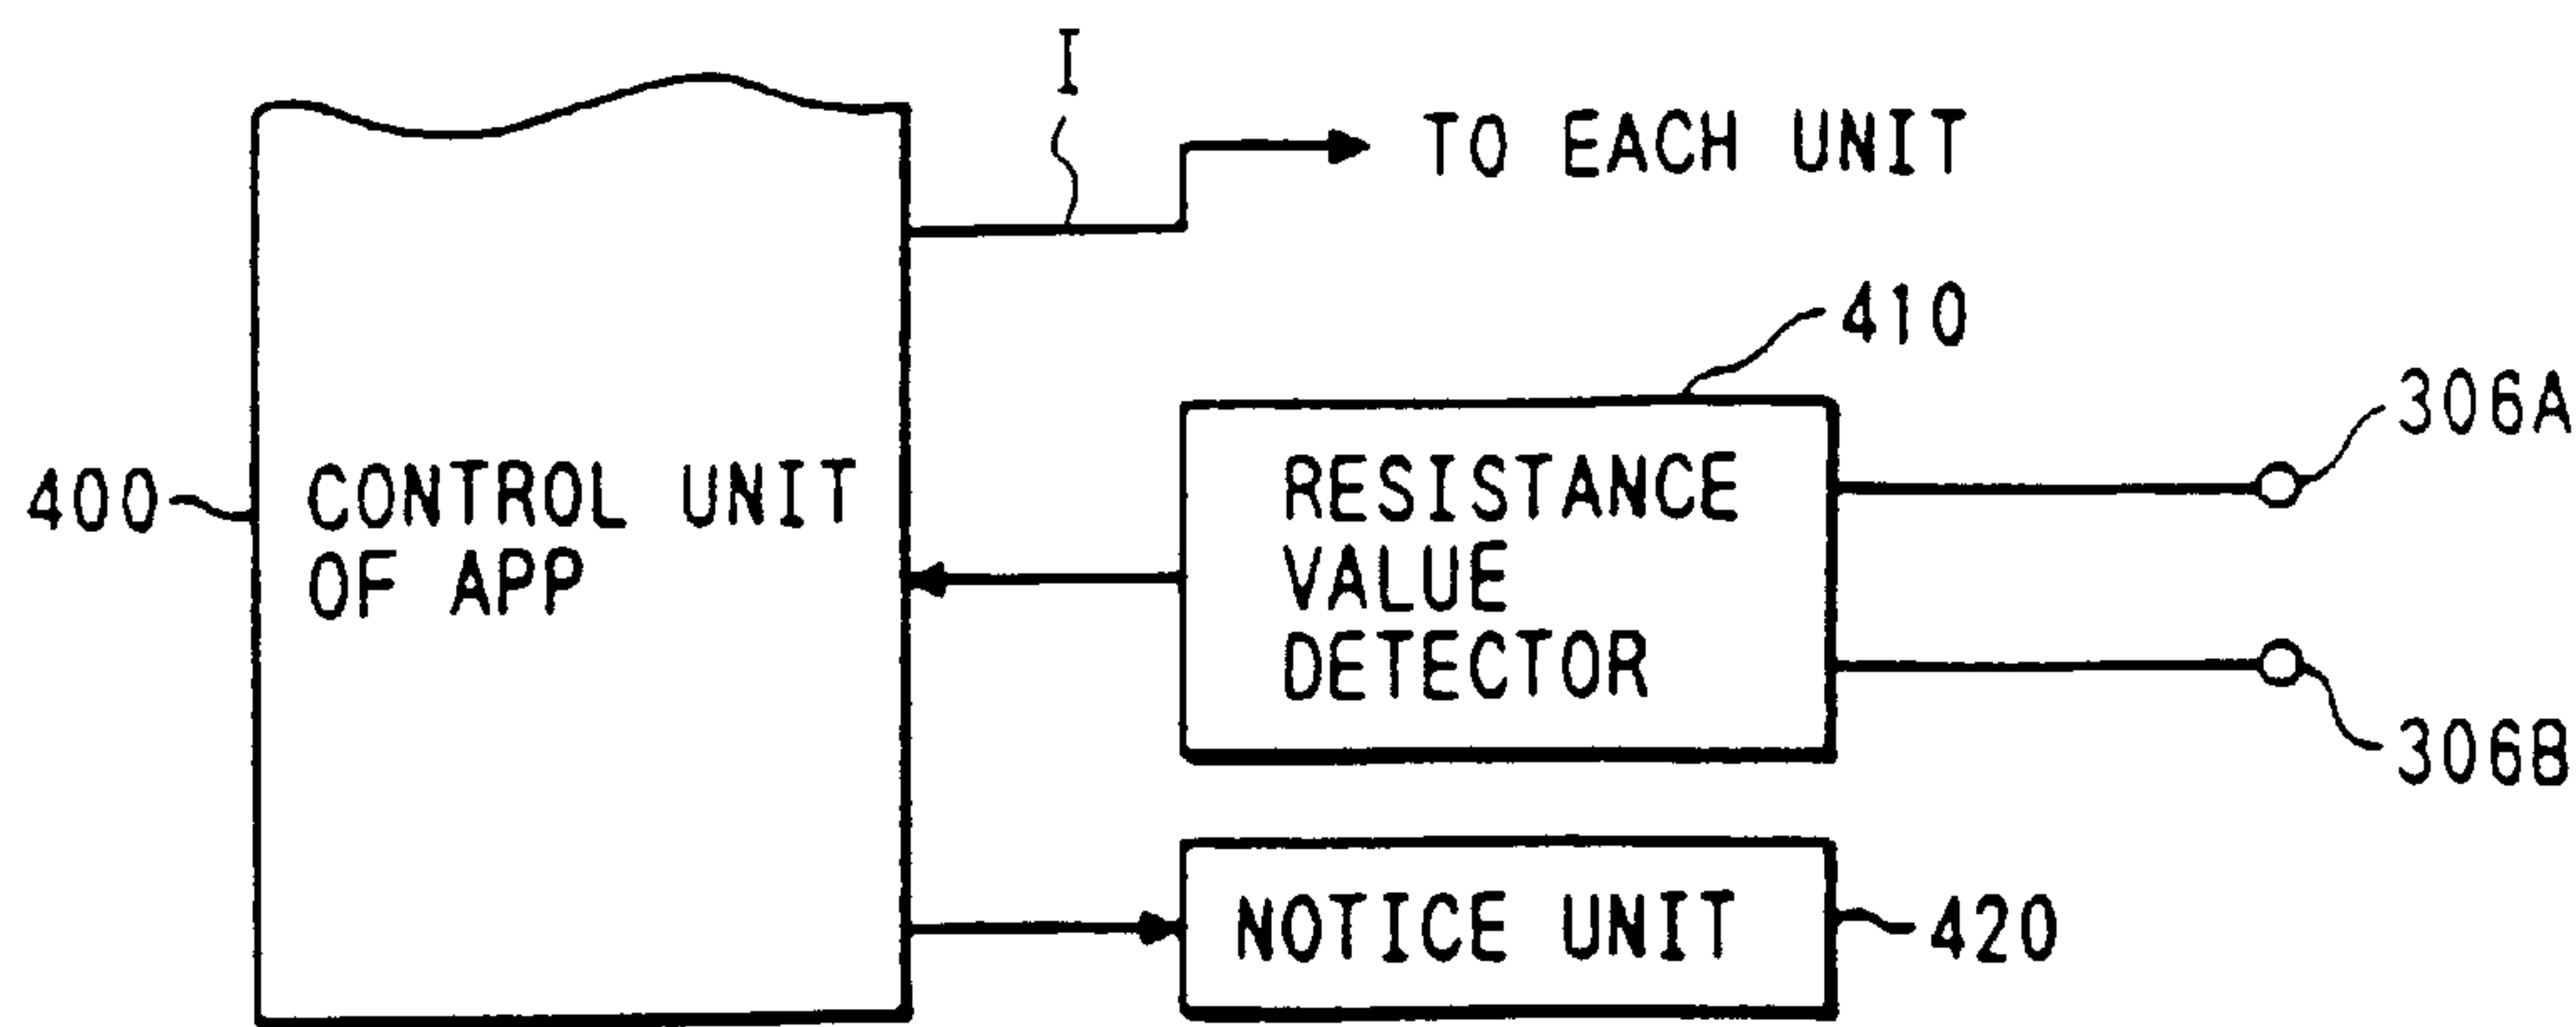 I
TO EACH UNIT
410
306A
400
CONTROL UNIT
OF APP
RESISTANCE
VALUE
DETECTOR
306B
NOTICE UNIT
420